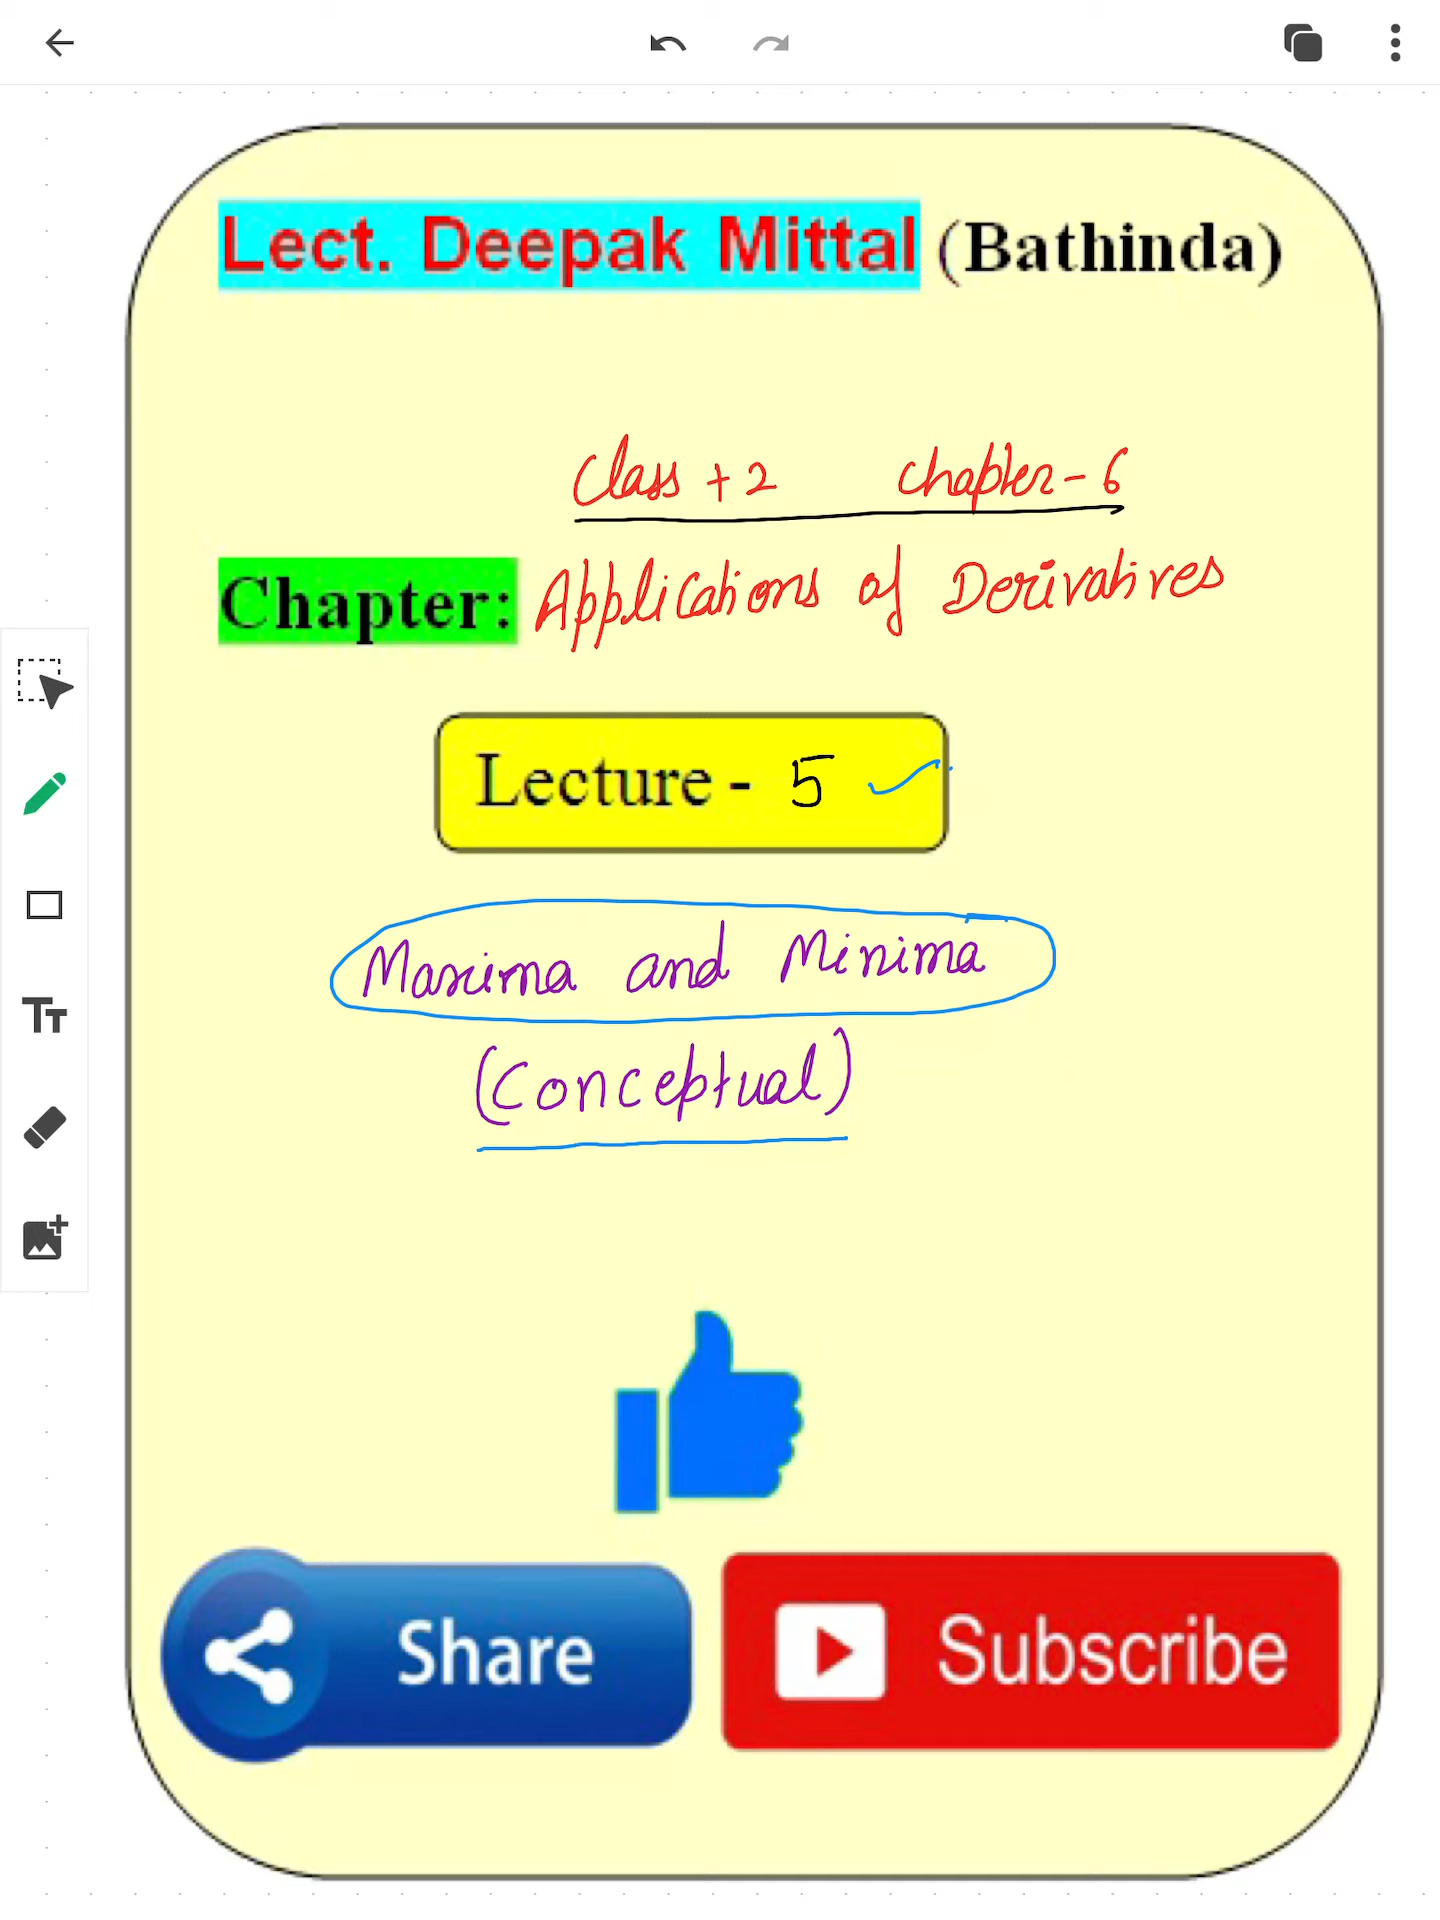 Lect. Deepak Mittal (Bathinda)
Class +2 Chapter-6
Chapter: Applications of Derivatives
Lecture - 5
Maxima and Minima
(Conceptual)
Share
Subscribe
TT